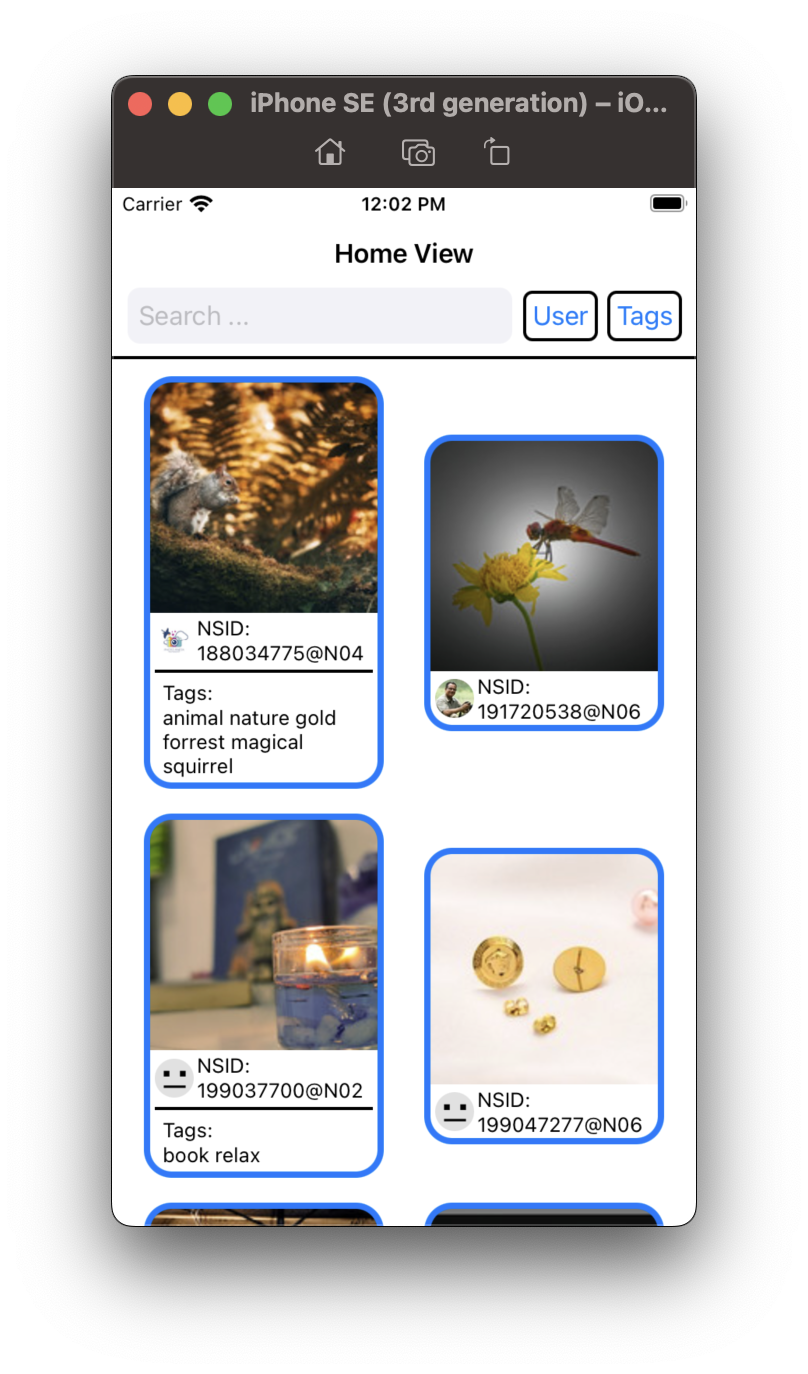 iPhone SE (3rd generation) – iO...
Carrier
12:02 PM
Home View
Search ...
User
Tags
NSID:
188034775@N04
Tags:
animal nature gold
forrest magical
squirrel
NSID:
191720538@N06
NSID:
199037700@N02
Tags:
book relax
NSID:
199047277@N06